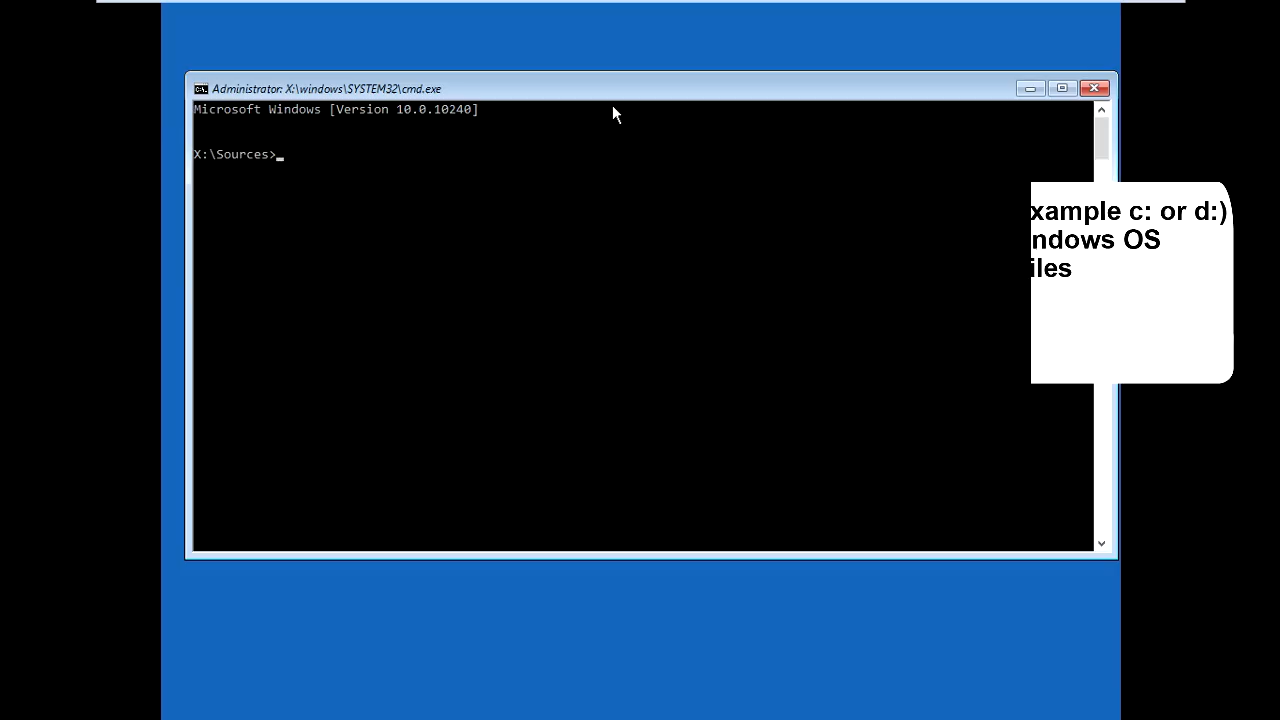 Administrator: X:\windows\SYSTEM32\cmd.exe
Microsoft Windows [Version 10.0.10240]
X:\Sources>
xample c: or d:)
ndows OS
iles